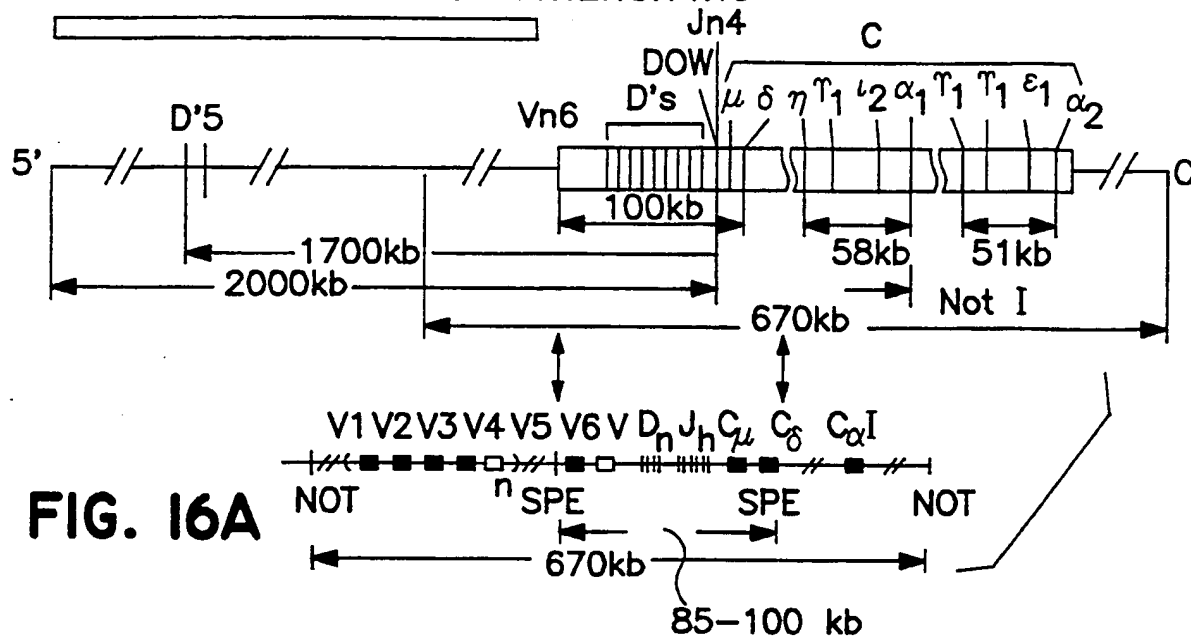 Jn4
C
DOW
D's
μ δ η ϒ1 ι2 α1 ϒ1 ϒ1 ε1 α2
Vn6
D'5
5'
100kb
58kb
51kb
1700kb
2000kb
Not I
670kb
V1 V2 V3 V4 V5 V6 V Dn Jh Cμ Cδ CαI
n
NOT SPE SPE NOT
FIG. 16A
670kb
85-100 kb